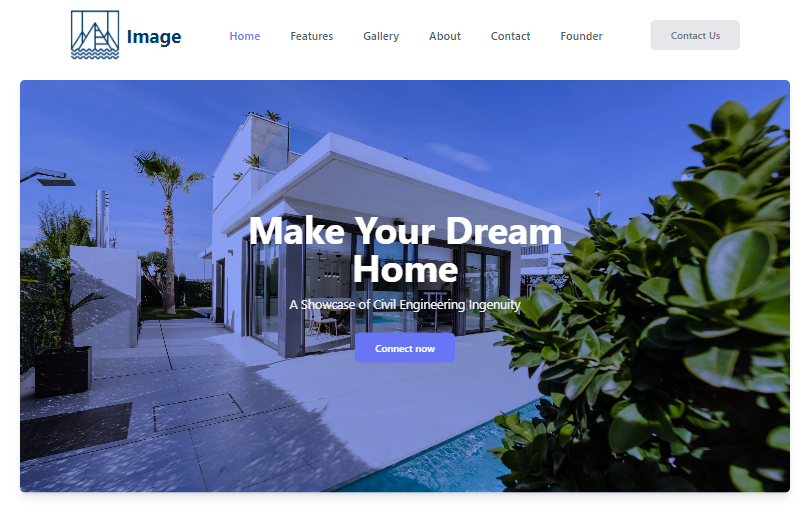 Image
Home
Features
Gallery
About
Contact
Founder
Contact Us
Make Your Dream
Home
A Showcase of Civil Engineering Ingenuity
Connect now